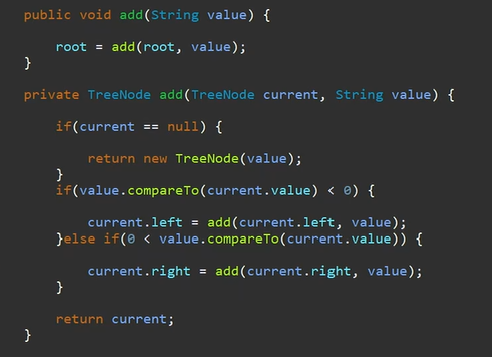 public void add(String value) {
root = add(root, value);
}
private TreeNode add(TreeNode current, String value) {
if(current == null) {
return new TreeNode(value);
}
if(value.compareTo(current.value) < 0) {
current.left = add(current.left, value);
}else if(0 < value.compareTo(current.value)) {
current.right = add(current.right, value);
}
return current;
}